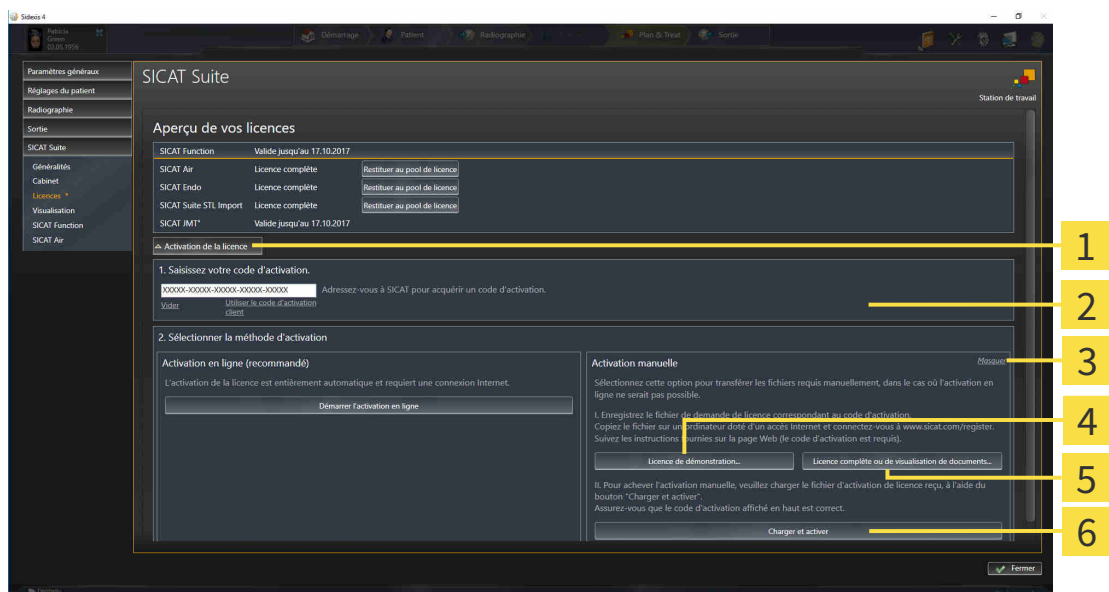 Sidexis 4
Patricia
Green
02.05.1956
Démarrage
Patient
Radiographie
Plan & Treat
Sortie
Paramètres généraux
Réglages du patient
Radiographie
Sortie
SICAT Suite
Généralités
Cabinet
Licences *
Visualisation
SICAT Function
SICAT Air
SICAT Suite
Station de travail
Aperçu de vos licences
SICAT Function Valide jusqu'au 17.10.2017
SICAT Air Licence complète Restituer au pool de licence
SICAT Endo Licence complète Restituer au pool de licence
SICAT Suite STL Import Licence complète Restituer au pool de licence
SICAT JMT+ Valide jusqu'au 17.10.2017
Activation de la licence
1. Saisissez votre code d'activation.
XXXXX-XXXXX-XXXXX-XXXXX-XXXXX Adressez-vous à SICAT pour acquérir un code d'activation.
Vider Utiliser le code d'activation
client
2. Sélectionner la méthode d'activation
Activation en ligne (recommandé)
L'activation de la licence est entièrement automatique et requiert une connexion Internet.
Démarrer l'activation en ligne
Activation manuelle Masquer
Sélectionnez cette option pour transférer les fichiers requis manuellement, dans le cas où l'activation en
ligne ne serait pas possible.
I. Enregistrez le fichier de demande de licence correspondant au code d'activation.
Copiez le fichier sur un ordinateur doté d'un accès Internet et connectez-vous à www.sicat.com/register.
Suivez les instructions fournies sur la page Web (le code d'activation est requis).
Licence de démonstration... Licence complète ou de visualisation de documents...
II. Pour achever l'activation manuelle, veuillez charger le fichier d'activation de licence reçu, à l'aide du
bouton "Charger et activer".
Assurez-vous que le code d'activation affiché en haut est correct.
Charger et activer
Fermer
1
2
3
4
5
6